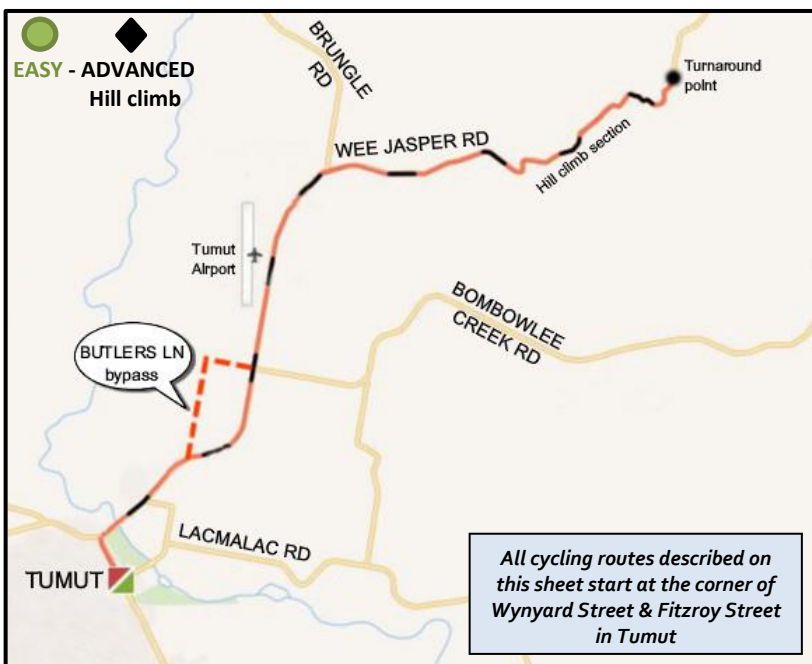 EASY - ADVANCED
Hill climb
BRUNGLE
RD
Turnaround
point
WEE JASPER RD
Hill climb section
Tumut
Airport
BOMBOWLEE
CREEK RD
BUTLERS LN
bypass
LACMALAC RD
TUMUT
All cycling routes described on
this sheet start at the corner of
Wynyard Street & Fitzroy Street
in Tumut